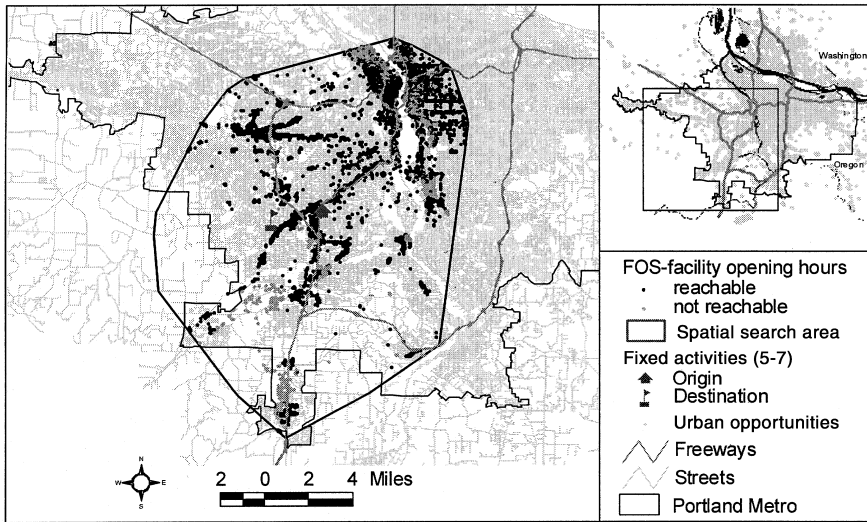 Washington
Oregon
FOS-facility opening hours
reachable
not reachable
Spatial search area
Fixed activities (5-7)
Origin
Destination
Urban opportunities
Freeways
Streets
Portland Metro
N
W E
S
2 0 2 4 Miles